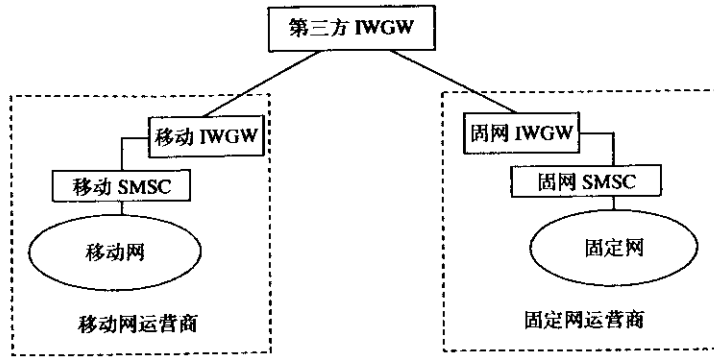 第三方 IWGW
移动 IWGW
固网 IWGW
移动 SMSC
固网 SMSC
移动网
固定网
移动网运营商
固定网运营商